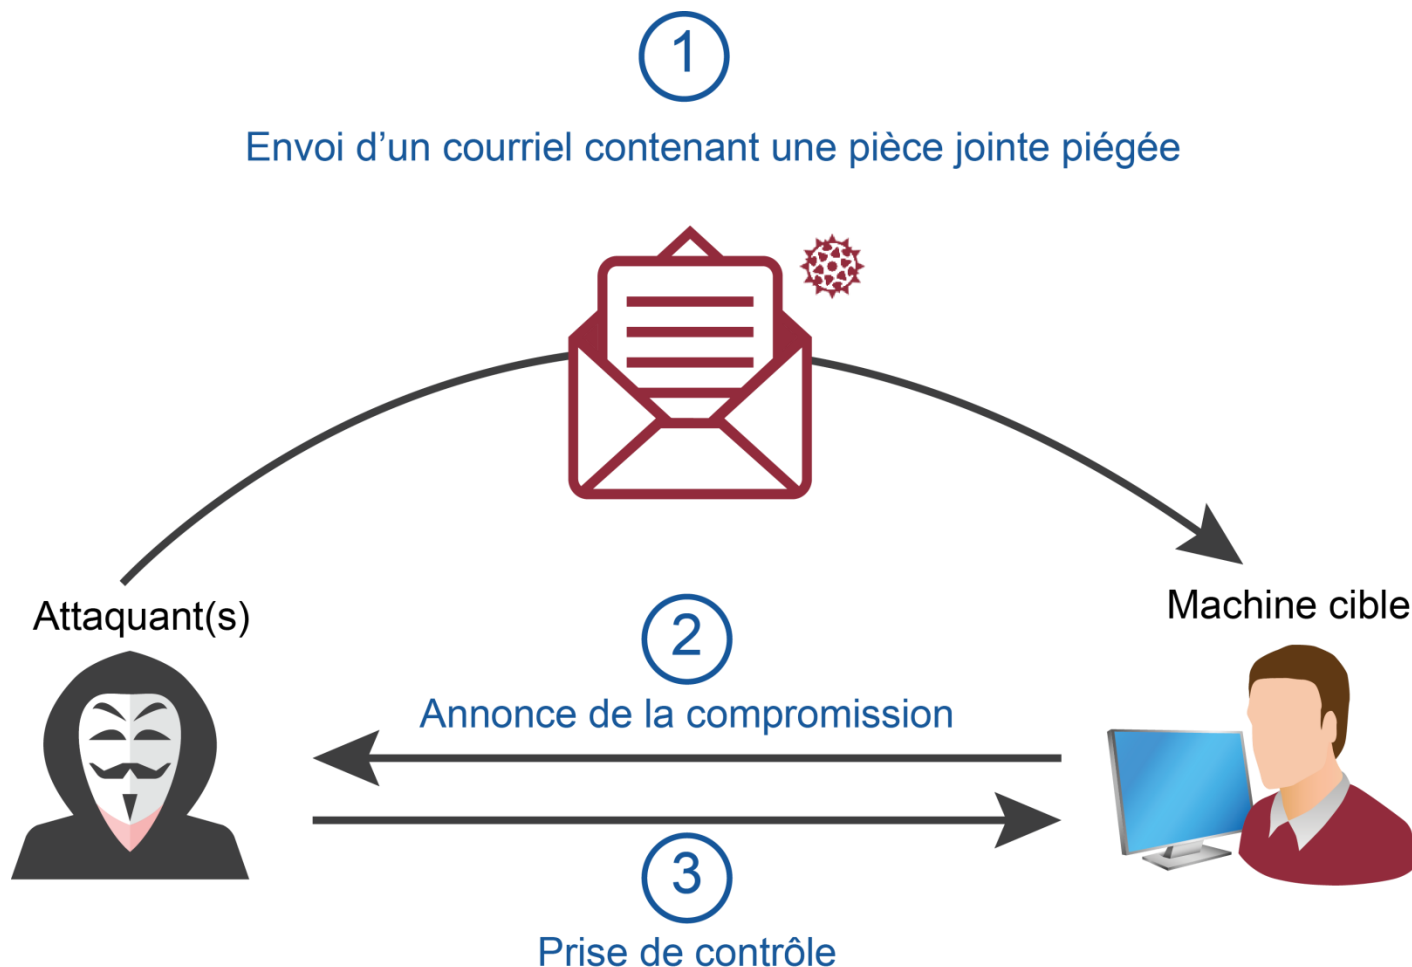 1
Envoi d’un courriel contenant une pièce jointe piégée
Attaquant(s)
Machine cible
2
Annonce de la compromission
3
Prise de contrôle